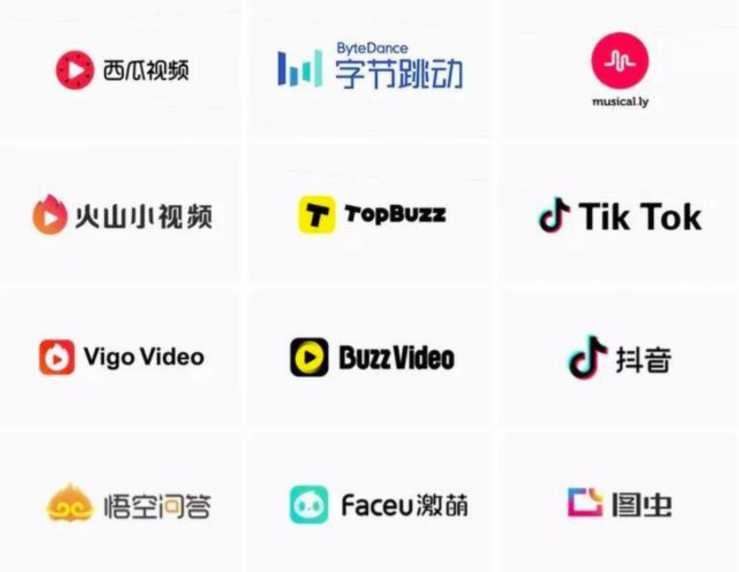 西瓜视频
ByteDance
字节跳动
musical.ly
火山小视频
TopBuzz
Tik Tok
Vigo Video
BuzzVideo
抖音
悟空问答
Faceu激萌
图虫